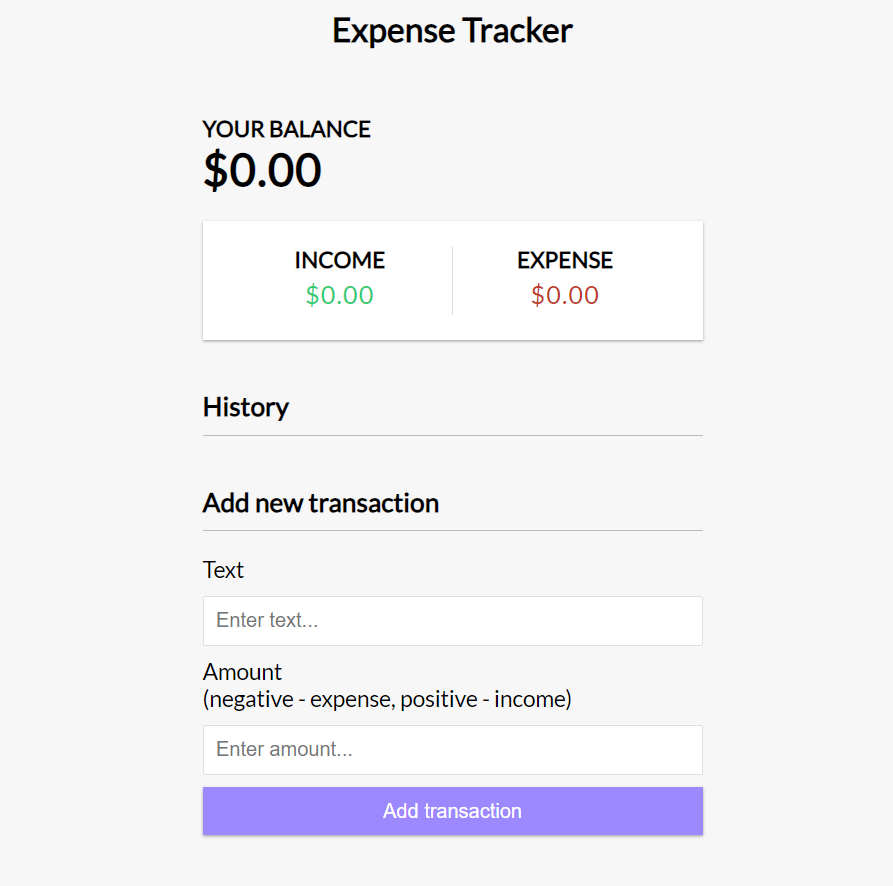 Expense Tracker
YOUR BALANCE
$0.00
INCOME
EXPENSE
$0.00
$0.00
History
Add new transaction
Text
Enter text...
Amount
(negative - expense, positive - income)
Enter amount...
Add transaction